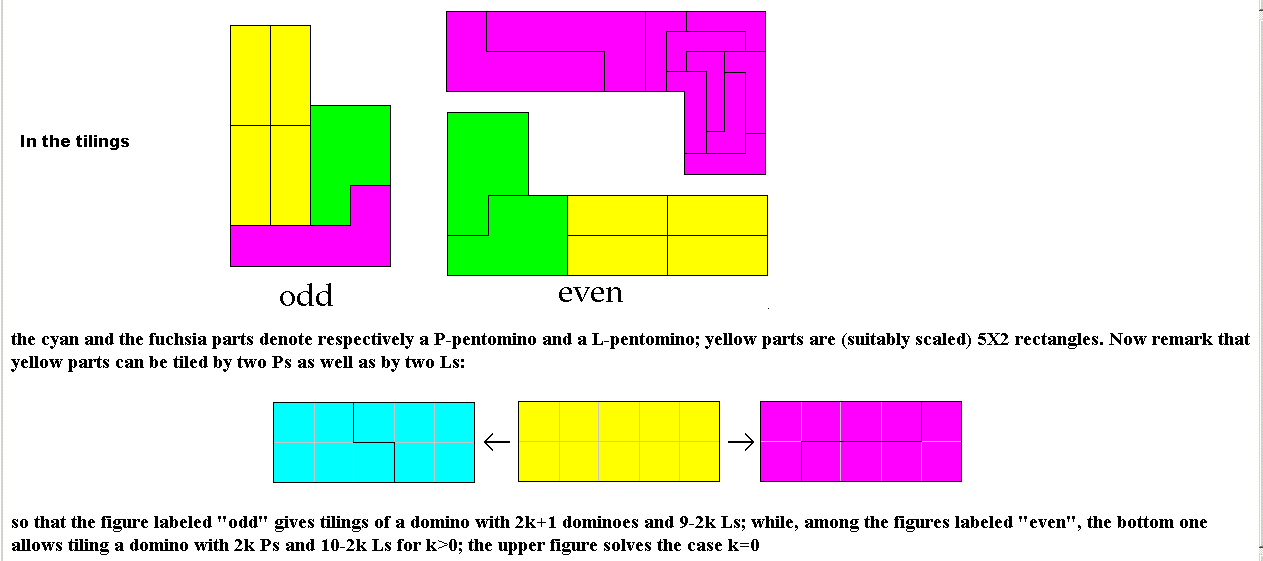 In the tilings
odd
even
the cyan and the fuchsia parts denote respectively a P-pentomino and a L-pentomino; yellow parts are (suitably scaled) 5X2 rectangles. Now remark that
yellow parts can be tiled by two Ps as well as by two Ls:
so that the figure labeled "odd" gives tilings of a domino with 2k+1 dominoes and 9-2k Ls; while, among the figures labeled "even", the bottom one
allows tiling a domino with 2k Ps and 10-2k Ls for k>0; the upper figure solves the case k=0